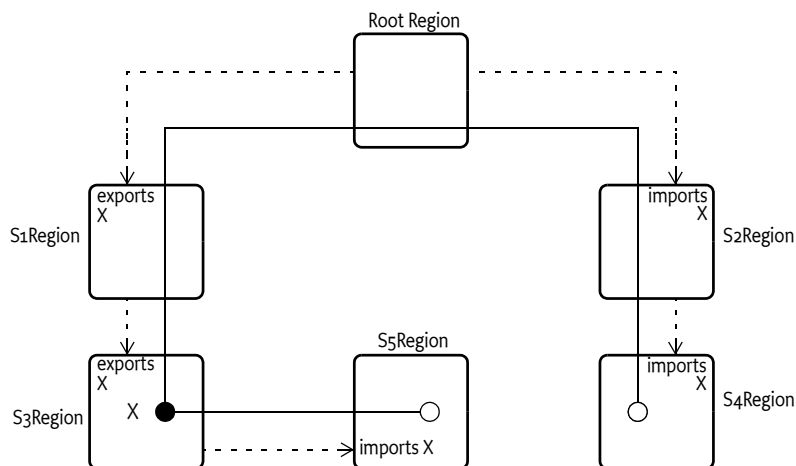 Root Region
exports
X
imports
X
S1Region
S2Region
S5Region
exports
X
imports
X
S3Region
X
S4Region
imports X